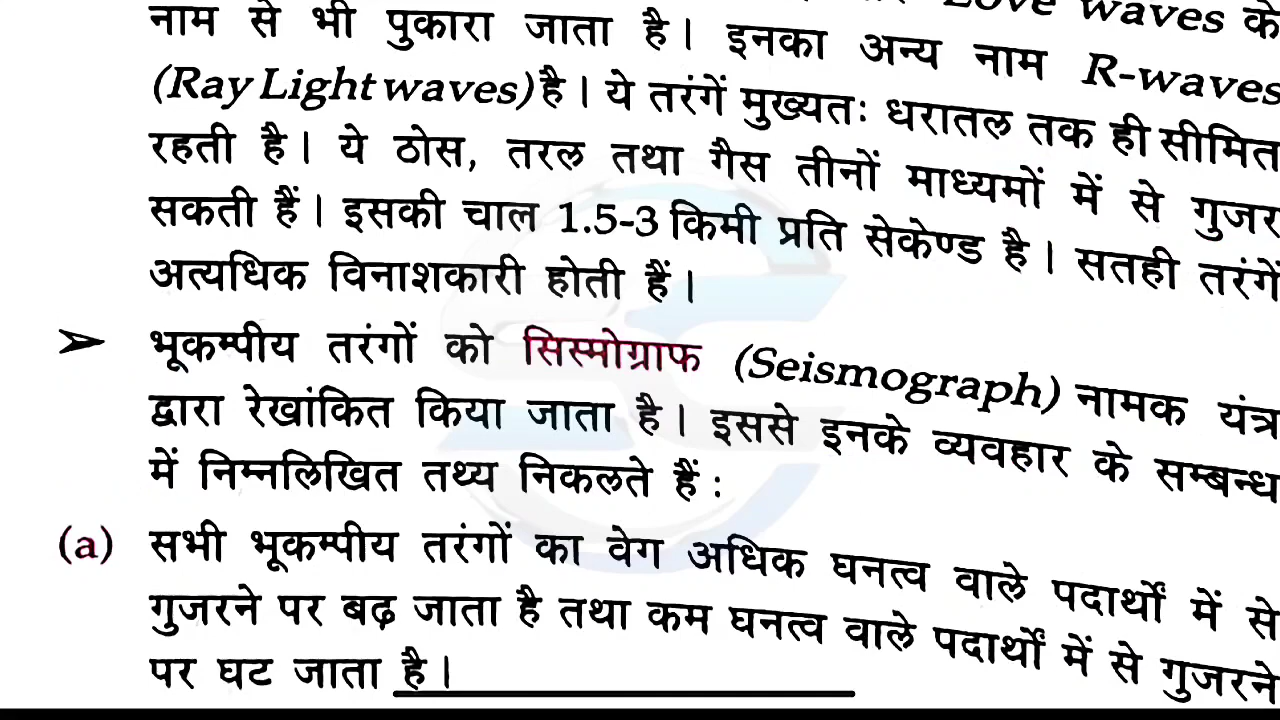 Love waves के
नाम से भी पुकारा जाता है। इनका अन्य नाम R-waves
(Ray Light waves) है। ये तरंगें मुख्यतः धरातल तक ही सीमित
रहती है। ये ठोस, तरल तथा गैस तीनों माध्यमों में से गुजर
सकती हैं। इसकी चाल 1.5-3 किमी प्रति सेकेण्ड है। सतही तरंगें
अत्यधिक विनाशकारी होती हैं।
➢ भूकम्पीय तरंगों को सिस्मोग्राफ (Seismograph) नामक यंत्र
द्वारा रेखांकित किया जाता है। इससे इनके व्यवहार के सम्बन्ध
में निम्नलिखित तथ्य निकलते हैं :
(a) सभी भूकम्पीय तरंगों का वेग अधिक घनत्व वाले पदार्थों में से
गुजरने पर बढ़ जाता है तथा कम घनत्व वाले पदार्थों में से गुजरने
पर घट जाता है।